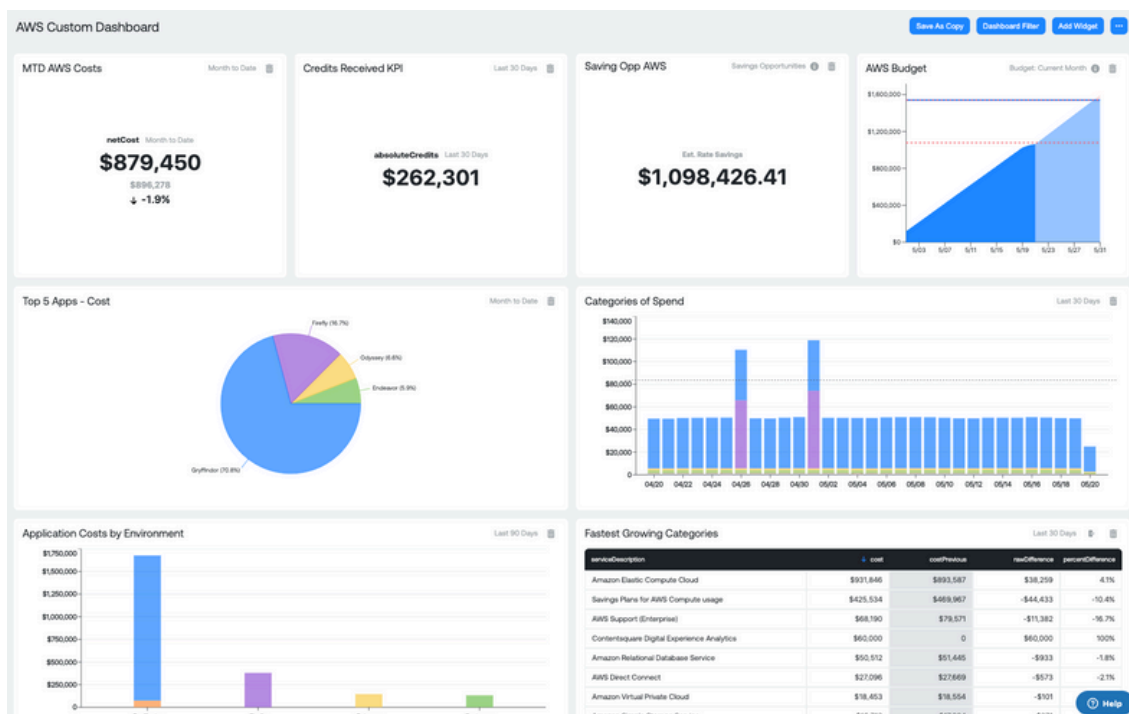 AWS Custom Dashboard
Save As Copy
Dashboard Filter
Add Widget
MTD AWS Costs
Month to Date
netCost Month to Date
$879,450
$896,278
↓ -1.9%
Credits Received KPI
Last 30 Days
absoluteCredits Last 30 Days
$262,301
Saving Opp AWS
Savings Opportunities
Est. Rate Savings
$1,098,426.41
AWS Budget
Budget: Current Month
$1,600,000
$1,200,000
$800,000
$400,000
$0
5/03 5/07 5/11 5/15 5/19 5/23 5/27 5/31
Top 5 Apps - Cost
Month to Date
Firefly (16.7%)
Odyssey (6.6%)
Endeavor (5.9%)
Gryffindor (70.8%)
Categories of Spend
Last 30 Days
$140,000
$120,000
$100,000
$80,000
$60,000
$40,000
$20,000
0
04/20 04/22 04/24 04/26 04/28 04/30 05/02 05/04 05/06 05/08 05/10 05/12 05/14 05/16 05/18 05/20
Application Costs by Environment
Last 90 Days
$1,750,000
$1,500,000
$1,250,000
$1,000,000
$750,000
$500,000
$250,000
0
Fastest Growing Categories
Last 30 Days
serviceDescription ↓ cost costPrevious rawDifference percentDifference
Amazon Elastic Compute Cloud $931,846 $893,587 $38,259 4.1%
Savings Plans for AWS Compute usage $425,534 $469,967 -$44,433 -10.4%
AWS Support (Enterprise) $68,190 $79,571 -$11,382 -16.7%
Contentsquare Digital Experience Analytics $60,000 0 $60,000 100%
Amazon Relational Database Service $50,512 $51,445 -$933 -1.8%
AWS Direct Connect $27,096 $27,669 -$573 -2.1%
Amazon Virtual Private Cloud $18,453 $18,554 -$101
Help